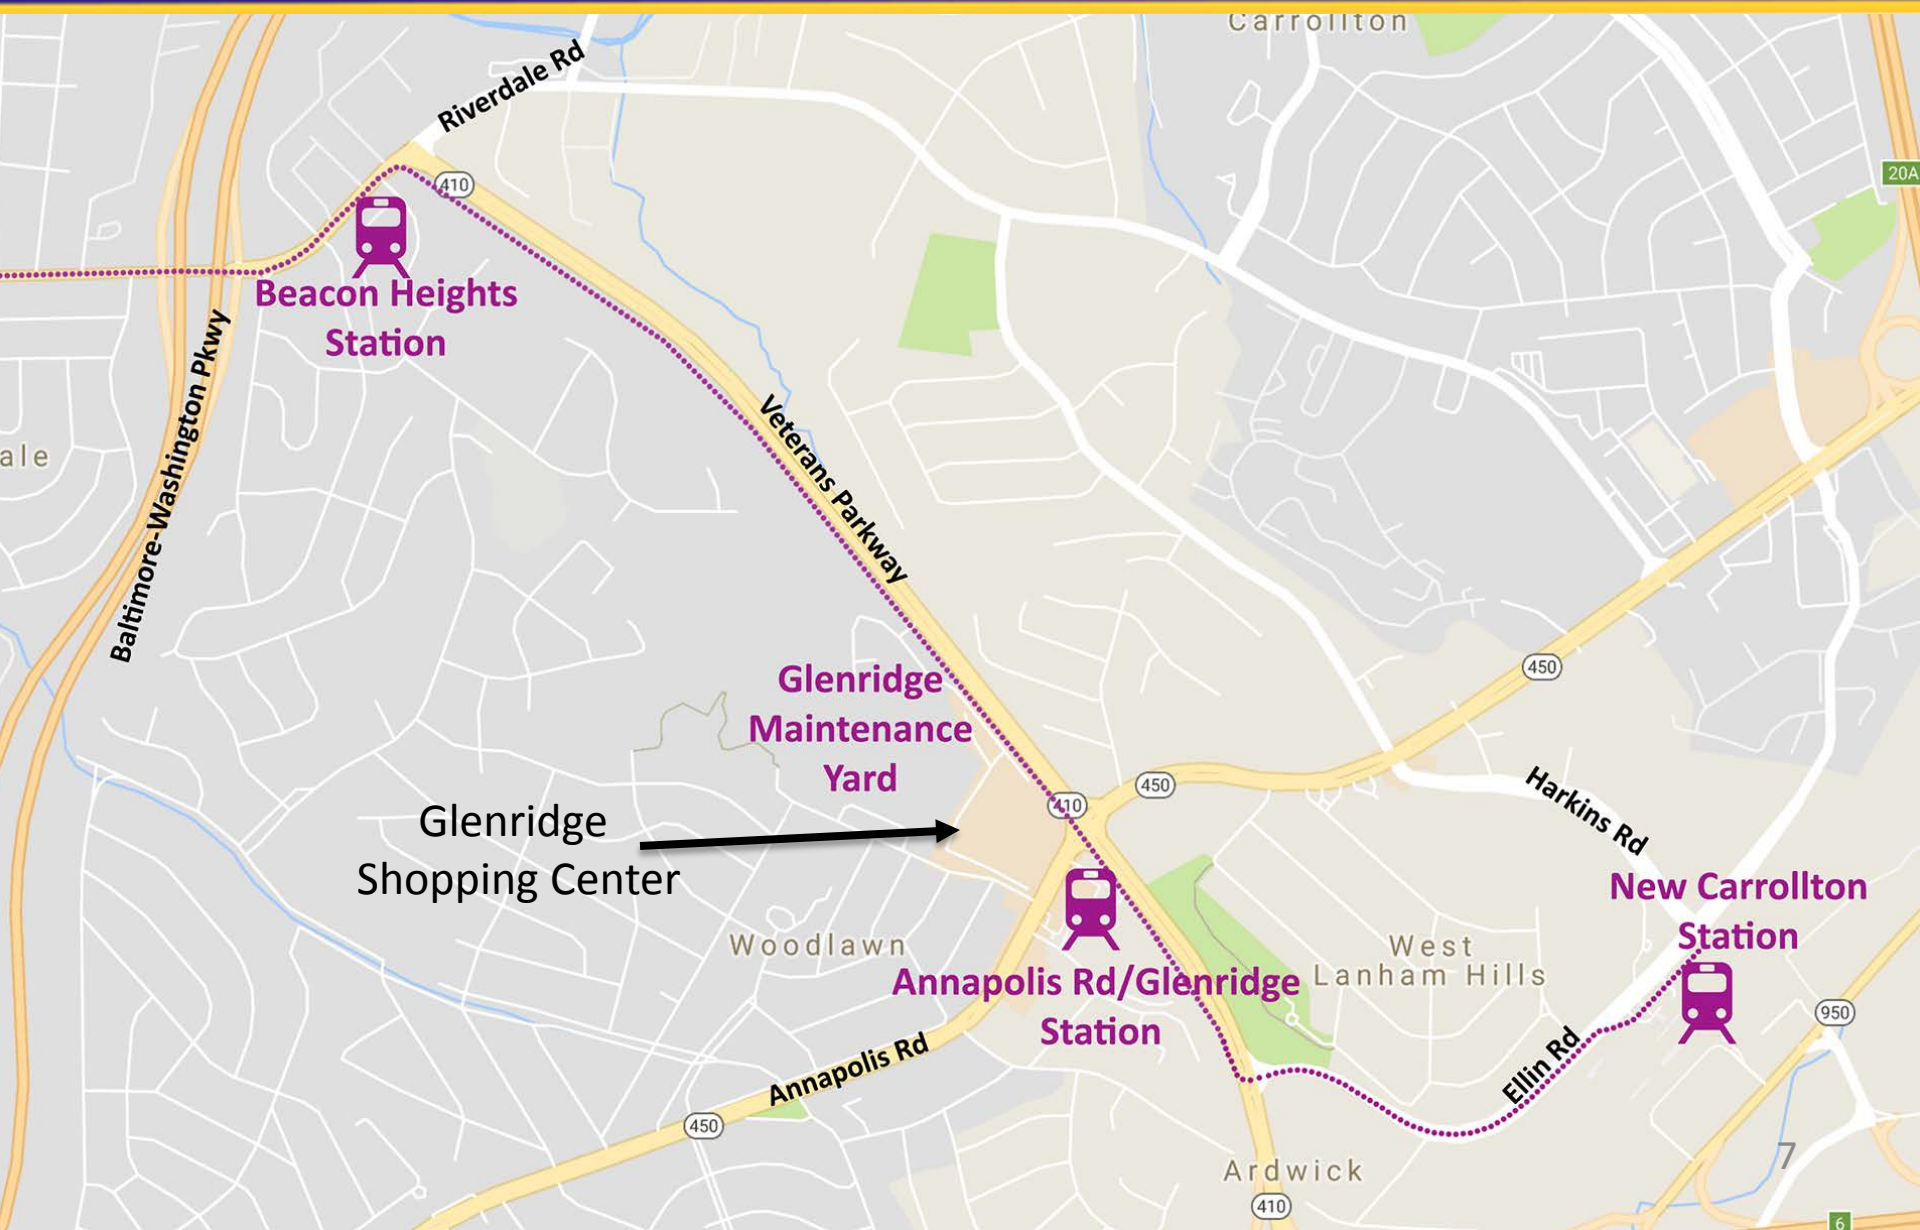 Carrollton
Riverdale Rd
20A
410
Beacon Heights
Station
Baltimore-Washington Pkwy
ale
Veterans Parkway
450
Glenridge
Maintenance
Yard
410
450
Harkins Rd
Glenridge
Shopping Center
New Carrollton
Station
Woodlawn
West
Lanham Hills
Annapolis Rd/Glenridge
Station
950
Ellin Rd
Annapolis Rd
450
7
Ardwick
410
6